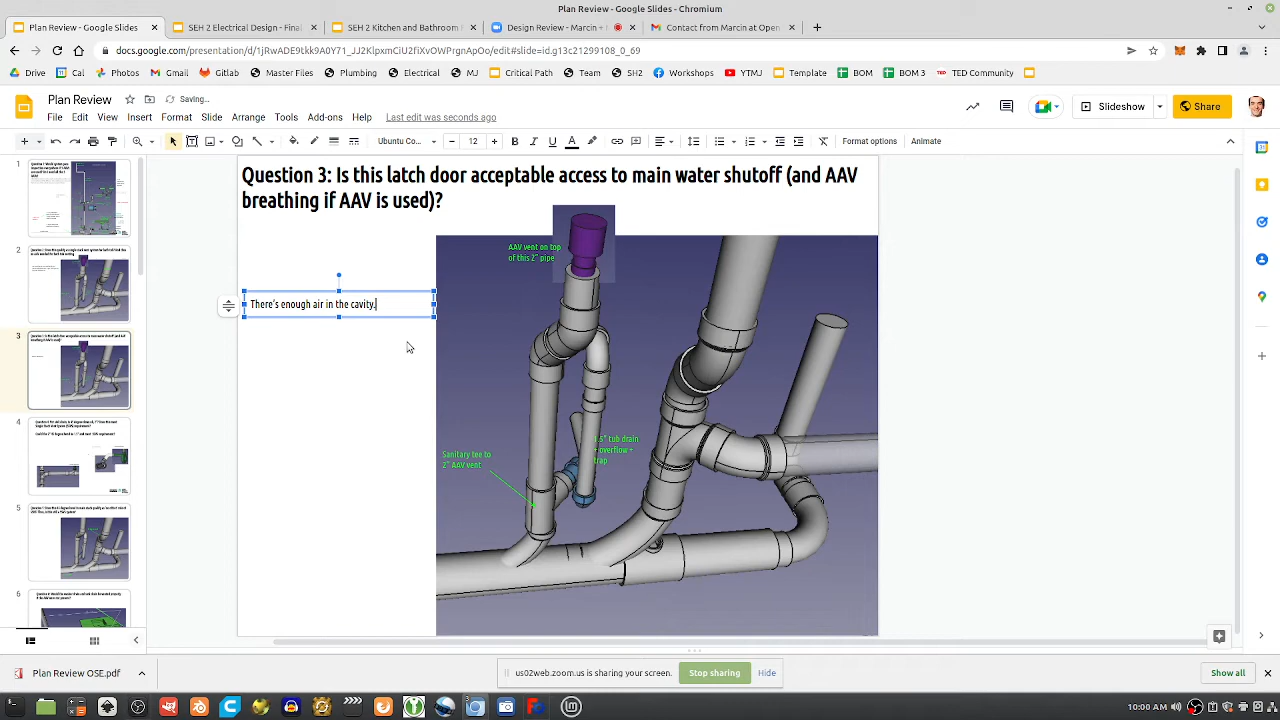 Plan Review - Google Slides - Chromium
Plan Review - Google Slides
SEH 2 Electrical Design - Final
SEH 2 Kitchen and Bathroom F
Design Review - Marcin +
Contact from Marcin at Open
docs.google.com/presentation/d/1jRwADE9tkk9A0Y71_JJ2KlpxmCiU2fiXvOWPrgnApOo/edit#slide=id.g13c21299108_0_69
Drive
Cal
Photos
Gmail
Gitlab
Master Files
Plumbing
Electrical
MJ
Critical Path
Team
SH2
Workshops
YTMJ
Template
BOM
BOM 3
TED Community
Plan Review
Saving...
File Edit View Insert Format Slide Arrange Tools Add-ons Help
Last edit was seconds ago
Slideshow
Share
Ubuntu Co...
12
Format options
Animate
Question 3: Is this latch door acceptable access to main water shutoff (and AAV
breathing if AAV is used)?
There's enough air in the cavity.
AAV vent on top
of this 2" pipe
Sanitary tee to
2" AAV vent
1.5" tub drain
+ overflow +
trap
1
2
3
4
5
6
Plan Review OSE.pdf
us02web.zoom.us is sharing your screen.
Stop sharing
Hide
Show all
10:00 AM